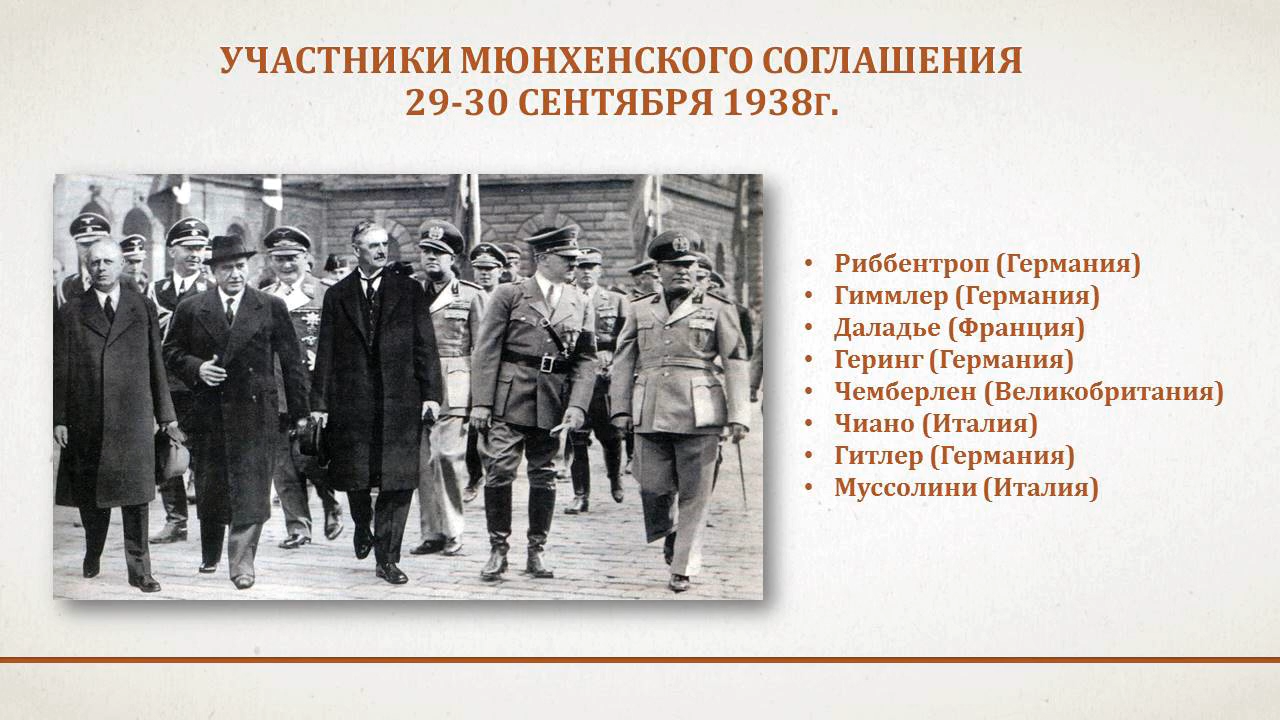 УЧАСТНИКИ МЮНХЕНСКОГО СОГЛАШЕНИЯ
29-30 СЕНТЯБРЯ 1938г.
• Риббентроп (Германия)
• Гиммлер (Германия)
• Даладье (Франция)
• Геринг (Германия)
• Чемберлен (Великобритания)
• Чиано (Италия)
• Гитлер (Германия)
• Муссолини (Италия)